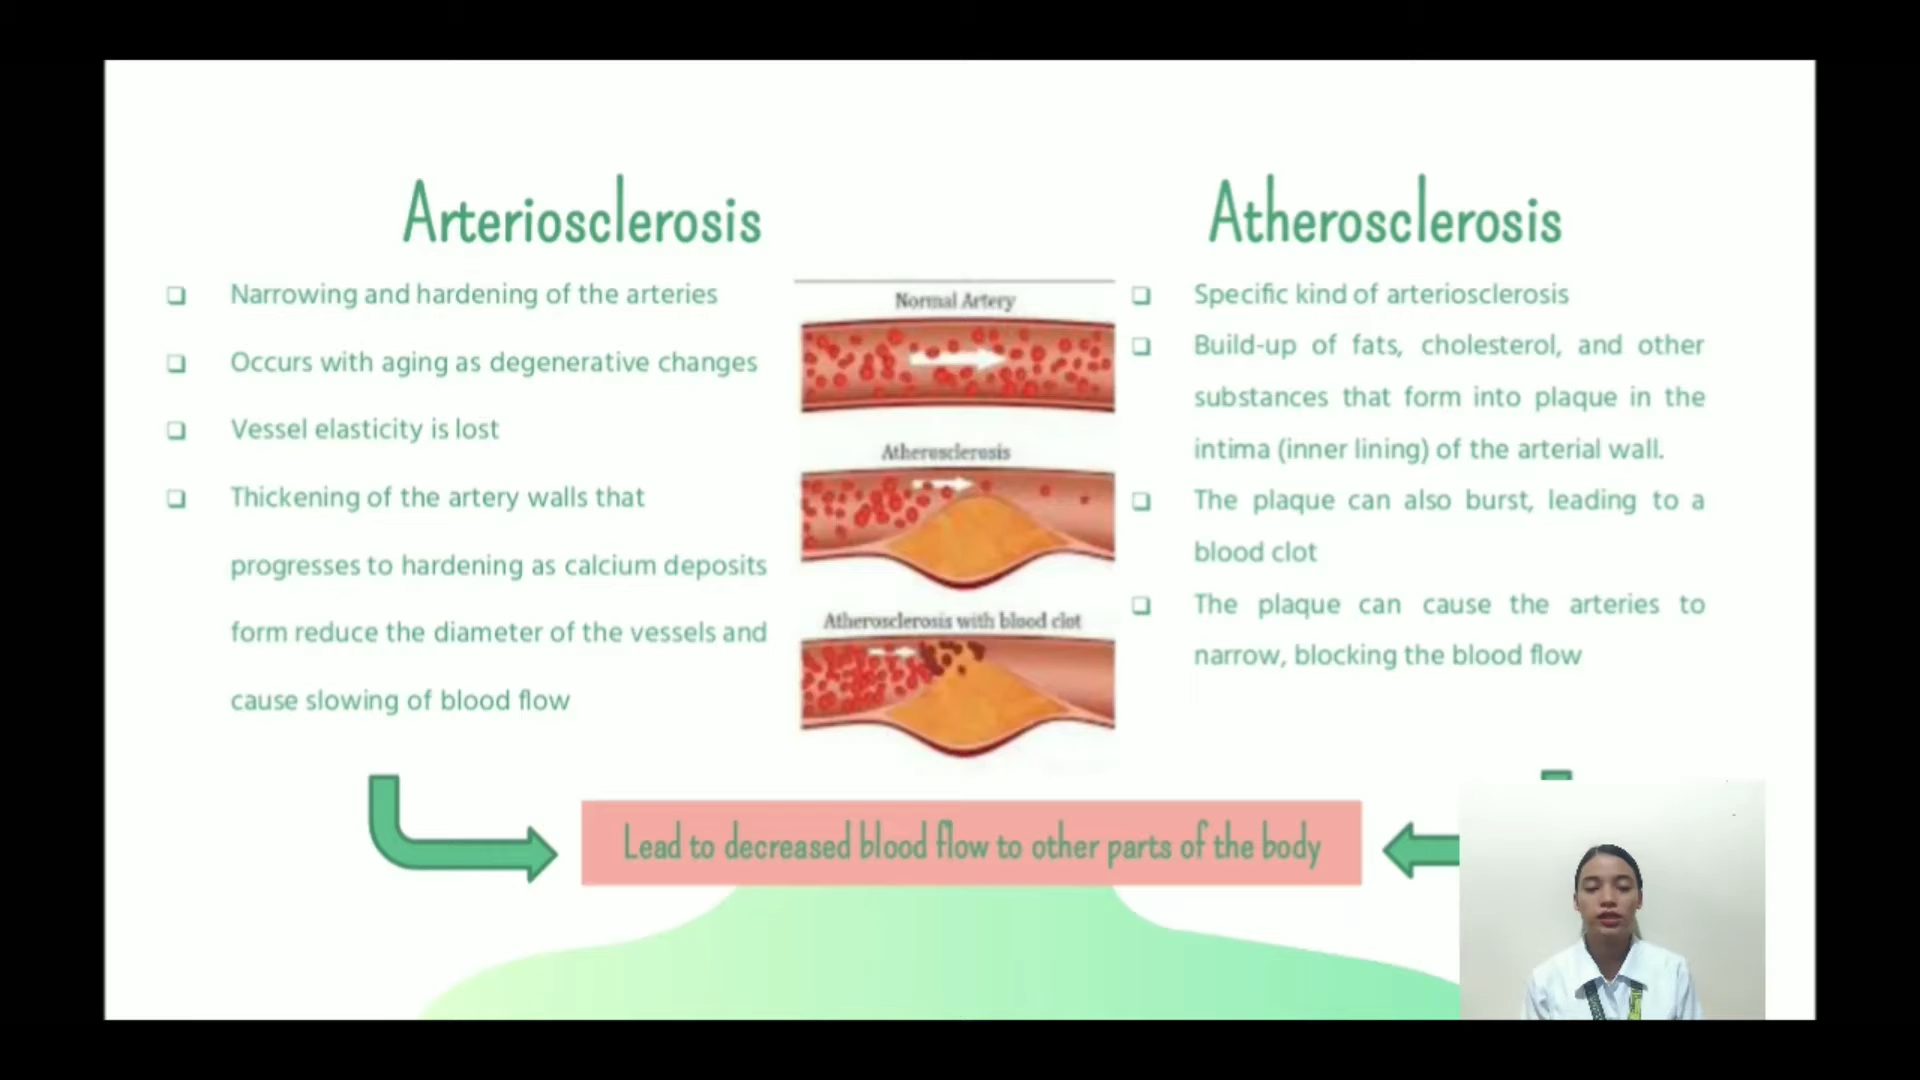 Arteriosclerosis
❑ Narrowing and hardening of the arteries
❑ Occurs with aging as degenerative changes
❑ Vessel elasticity is lost
❑ Thickening of the artery walls that
progresses to hardening as calcium deposits
form reduce the diameter of the vessels and
cause slowing of blood flow
Normal Artery
Atherosclerosis
Atherosclerosis with blood clot
Atherosclerosis
❑ Specific kind of arteriosclerosis
❑ Build-up of fats, cholesterol, and other
substances that form into plaque in the
intima (inner lining) of the arterial wall.
❑ The plaque can also burst, leading to a
blood clot
❑ The plaque can cause the arteries to
narrow, blocking the blood flow
Lead to decreased blood flow to other parts of the body